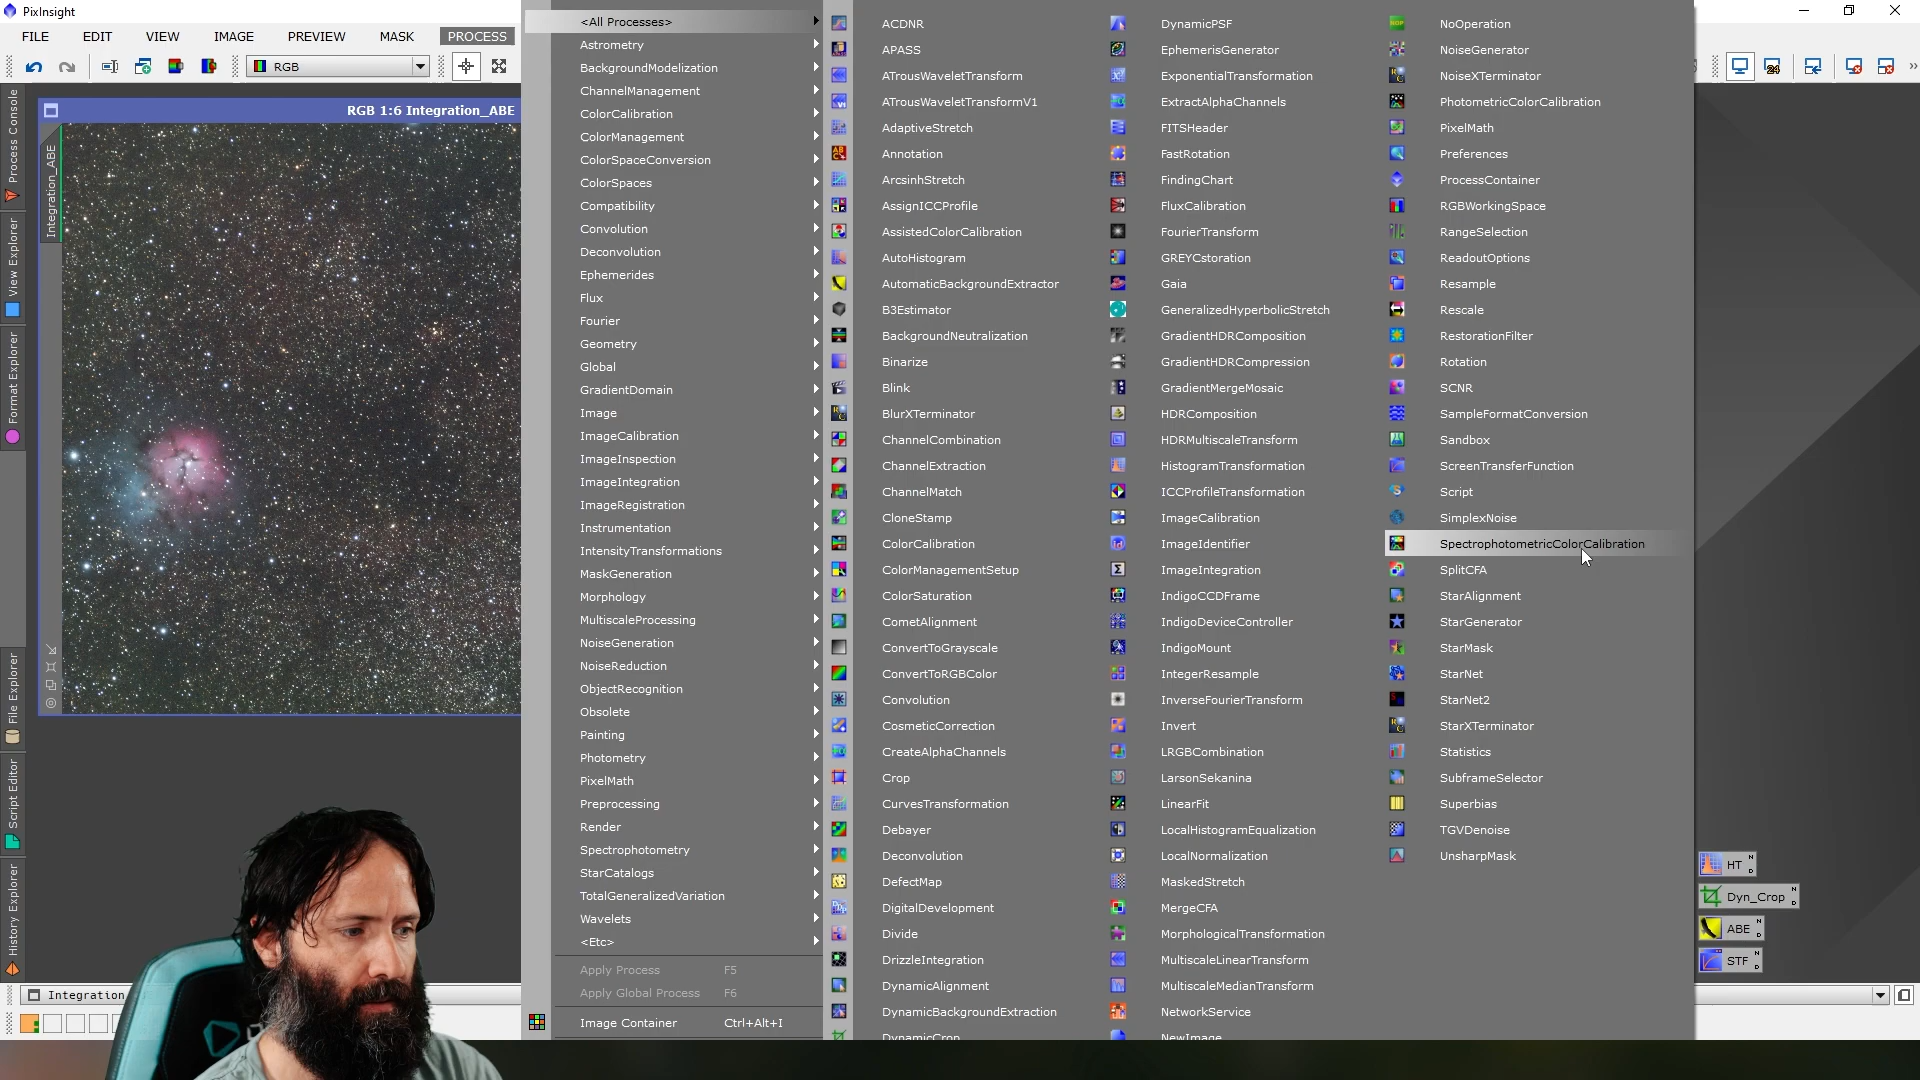 PixInsight
FILE EDIT VIEW IMAGE PREVIEW MASK PROCESS
RGB
24
RGB 1:6 Integration_ABE
Integration_ABE
Process Console
View Explorer
Format Explorer
File Explorer
Script Editor
History Explorer
<All Processes>
Astrometry
BackgroundModelization
ChannelManagement
ColorCalibration
ColorManagement
ColorSpaceConversion
ColorSpaces
Compatibility
Convolution
Deconvolution
Ephemerides
Flux
Fourier
Geometry
Global
GradientDomain
Image
ImageCalibration
ImageInspection
ImageIntegration
ImageRegistration
Instrumentation
IntensityTransformations
MaskGeneration
Morphology
MultiscaleProcessing
NoiseGeneration
NoiseReduction
ObjectRecognition
Obsolete
Painting
Photometry
PixelMath
Preprocessing
Render
Spectrophotometry
StarCatalogs
TotalGeneralizedVariation
Wavelets
<Etc>
Apply Process F5
Apply Global Process F6
Image Container Ctrl+Alt+I
ACDNR
APASS
ATrousWaveletTransform
ATrousWaveletTransformV1
AdaptiveStretch
Annotation
ArcsinhStretch
AssignICCProfile
AssistedColorCalibration
AutoHistogram
AutomaticBackgroundExtractor
B3Estimator
BackgroundNeutralization
Binarize
Blink
BlurXTerminator
ChannelCombination
ChannelExtraction
ChannelMatch
CloneStamp
ColorCalibration
ColorManagementSetup
ColorSaturation
CometAlignment
ConvertToGrayscale
ConvertToRGBColor
Convolution
CosmeticCorrection
CreateAlphaChannels
Crop
CurvesTransformation
Debayer
Deconvolution
DefectMap
DigitalDevelopment
Divide
DrizzleIntegration
DynamicAlignment
DynamicBackgroundExtraction
DynamicCrop
DynamicPSF
EphemerisGenerator
ExponentialTransformation
ExtractAlphaChannels
FITSHeader
FastRotation
FindingChart
FluxCalibration
FourierTransform
GREYCstoration
Gaia
GeneralizedHyperbolicStretch
GradientHDRComposition
GradientHDRCompression
GradientMergeMosaic
HDRComposition
HDRMultiscaleTransform
HistogramTransformation
ICCProfileTransformation
ImageCalibration
ImageIdentifier
ImageIntegration
IndigoCCDFrame
IndigoDeviceController
IndigoMount
IntegerResample
InverseFourierTransform
Invert
LRGBCombination
LarsonSekanina
LinearFit
LocalHistogramEqualization
LocalNormalization
MaskedStretch
MergeCFA
MorphologicalTransformation
MultiscaleLinearTransform
MultiscaleMedianTransform
NetworkService
NewImage
NoOperation
NoiseGenerator
NoiseXTerminator
PhotometricColorCalibration
PixelMath
Preferences
ProcessContainer
RGBWorkingSpace
RangeSelection
ReadoutOptions
Resample
Rescale
RestorationFilter
Rotation
SCNR
SampleFormatConversion
Sandbox
ScreenTransferFunction
Script
SimplexNoise
SpectrophotometricColorCalibration
SplitCFA
StarAlignment
StarGenerator
StarMask
StarNet
StarNet2
StarXTerminator
Statistics
SubframeSelector
Superbias
TGVDenoise
UnsharpMask
HT
Dyn_Crop
ABE
STF
Integration